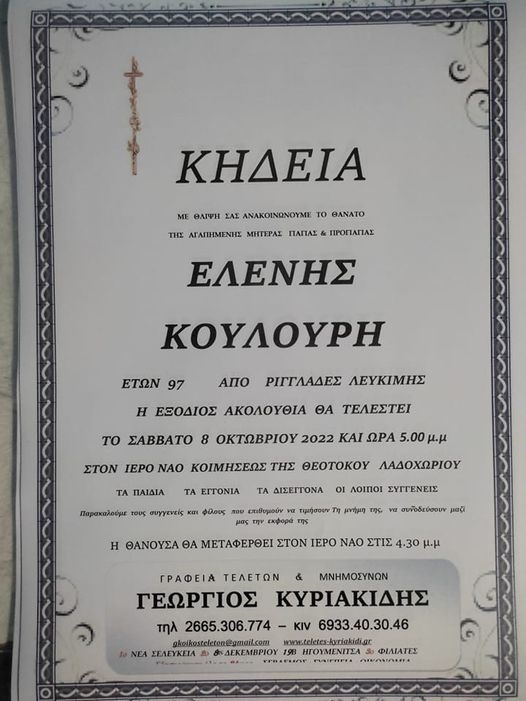 ΚΗΔΕΙΑ
ΜΕ ΘΛΙΨΗ ΣΑΣ ΑΝΑΚΟΙΝΩΝΟΥΜΕ ΤΟ ΘΑΝΑΤΟ
ΤΗΣ ΑΓΑΠΗΜΕΝΗΣ ΜΗΤΕΡΑΣ ΓΙΑΓΙΑΣ & ΠΡΟΓΙΑΓΙΑΣ
ΕΛΕΝΗΣ
ΚΟΥΛΟΥΡΗ
ΕΤΩΝ 97 ΑΠΟ ΡΙΓΓΛΑΔΕΣ ΛΕΥΚΙΜΗΣ
Η ΕΞΟΔΙΟΣ ΑΚΟΛΟΥΘΙΑ ΘΑ ΤΕΛΕΣΤΕΙ
ΤΟ ΣΑΒΒΑΤΟ 8 ΟΚΤΩΒΡΙΟΥ 2022 ΚΑΙ ΩΡΑ 5.00 μ.μ
ΣΤΟΝ ΙΕΡΟ ΝΑΟ ΚΟΙΜΗΣΕΩΣ ΤΗΣ ΘΕΟΤΟΚΟΥ ΛΑΔΟΧΩΡΙΟΥ
ΤΑ ΠΑΙΔΙΑ ΤΑ ΕΓΓΟΝΙΑ ΤΑ ΔΙΣΕΓΓΟΝΑ ΟΙ ΛΟΙΠΟΙ ΣΥΓΓΕΝΕΙΣ
Παρακαλούμε τους συγγενείς και φίλους που επιθυμούν να τιμήσουν Τη μνήμη της, να συνοδεύσουν μαζί
μας την εκφορά της
Η ΘΑΝΟΥΣΑ ΘΑ ΜΕΤΑΦΕΡΘΕΙ ΣΤΟΝ ΙΕΡΟ ΝΑΟ ΣΤΙΣ 4.30 μ.μ
ΓΡΑΦΕΙΑ ΤΕΛΕΤΩΝ & ΜΝΗΜΟΣΥΝΩΝ
ΓΕΩΡΓΙΟΣ ΚΥΡΙΑΚΙΔΗΣ
τηλ 2665.306.774 – κιν 6933.40.30.46
gkoikosteleton@gmail.com www.teletes-kyriakidi.gr
1ο ΝΕΑ ΣΕΛΕΥΚΕΙΑ 2ο 8ης ΔΕΚΕΜΒΡΙΟΥ ΗΓΟΥΜΕΝΙΤΣΑ 3ο ΦΙΛΙΑΤΕΣ